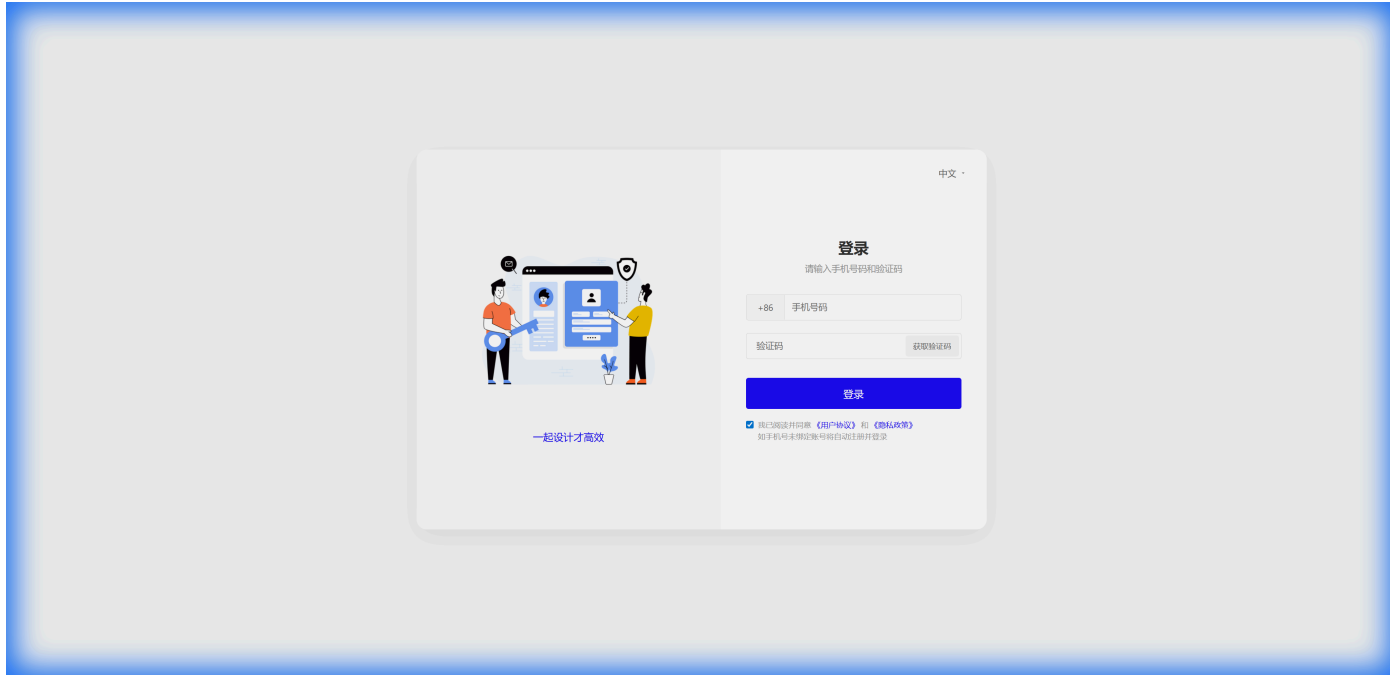 中文
登录
请输入手机号码和验证码
+86 手机号码
验证码 获取验证码
登录
我已阅读并同意 《用户协议》 和 《隐私政策》
如手机号未绑定账号将自动注册并登录
一起设计才高效